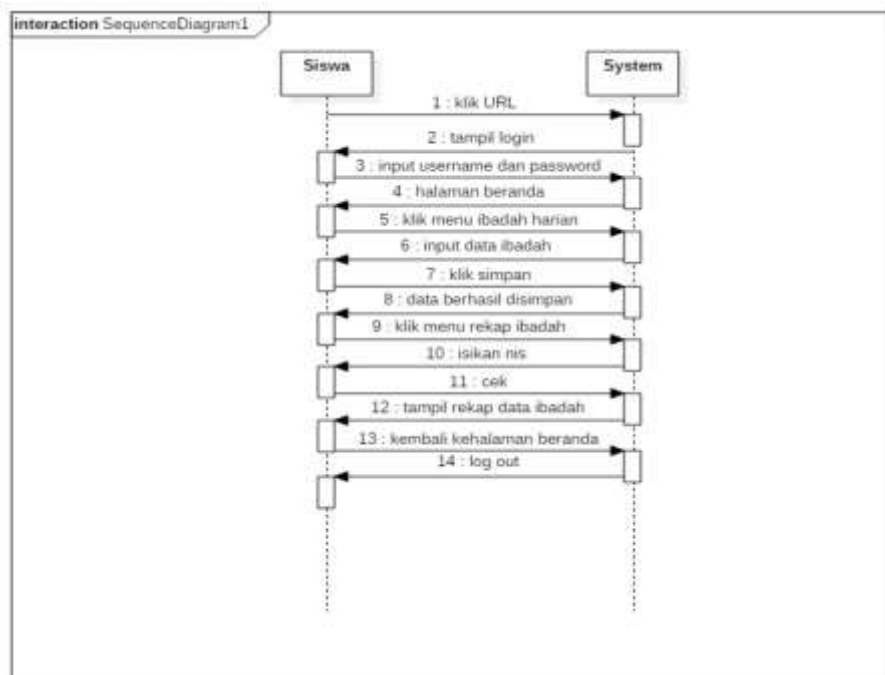 interaction SequenceDiagram1
Siswa
System
1 : klik URL
2 : tampil login
3 : input username dan password
4 : halaman beranda
5 : klik menu ibadah harian
6 : input data ibadah
7 : klik simpan
8 : data berhasil disimpan
9 : klik menu rekap ibadah
10 : isikan nis
11 : cek
12 : tampil rekap data ibadah
13 : kembali kehalaman beranda
14 : log out